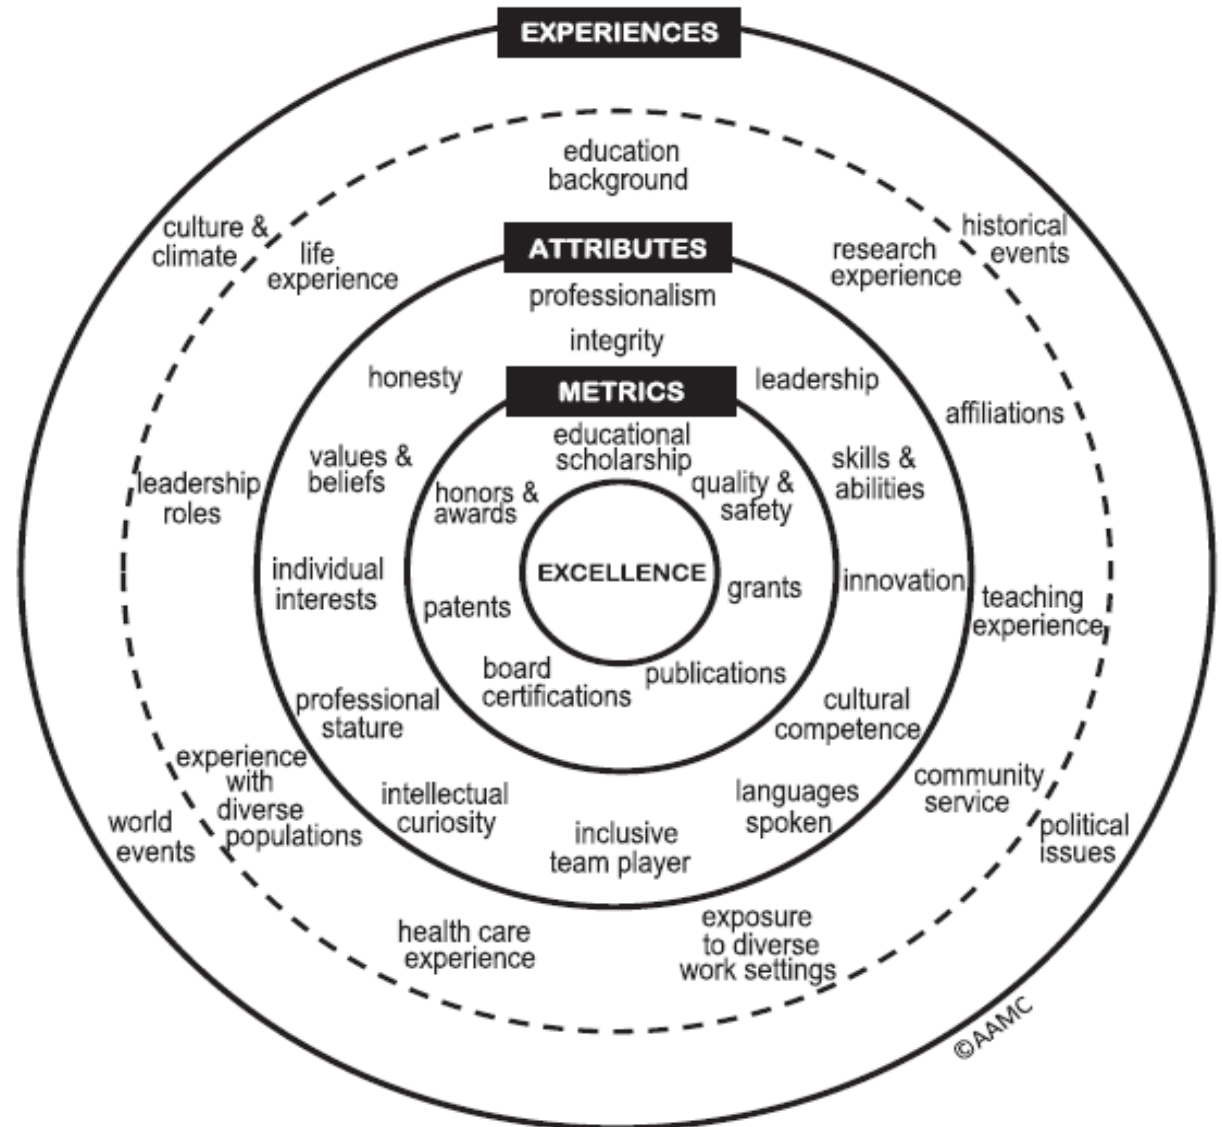 EXPERIENCES
education
background
culture &
climate
life
experience
historical
events
research
experience
ATTRIBUTES
professionalism
integrity
honesty
leadership
affiliations
METRICS
educational
scholarship
values &
beliefs
skills &
abilities
leadership
roles
honors &
awards
quality &
safety
EXCELLENCE
individual
interests
patents
grants
innovation
teaching
experience
board
certifications
publications
professional
stature
cultural
competence
experience
with
diverse
populations
intellectual
curiosity
inclusive
team player
languages
spoken
community
service
world
events
political
issues
health care
experience
exposure
to diverse
work settings
©AAMC